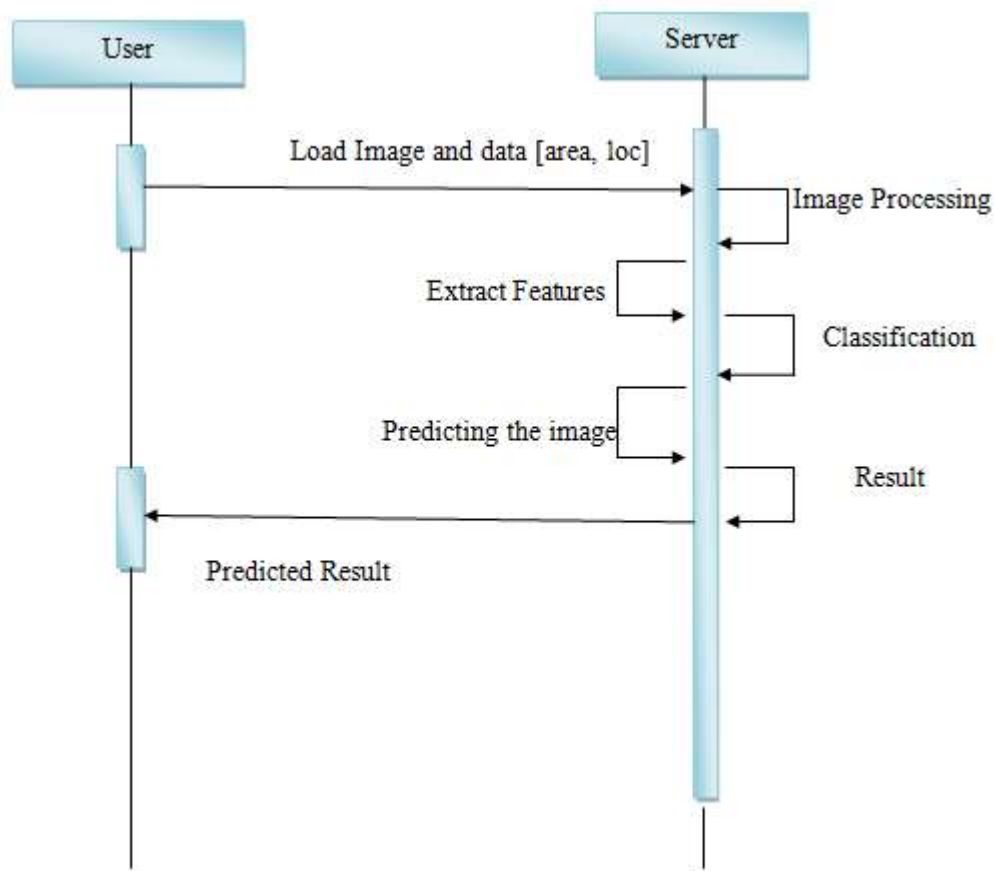 User
Server
Load Image and data [area, loc]
Image Processing
Extract Features
Classification
Predicting the image
Result
Predicted Result